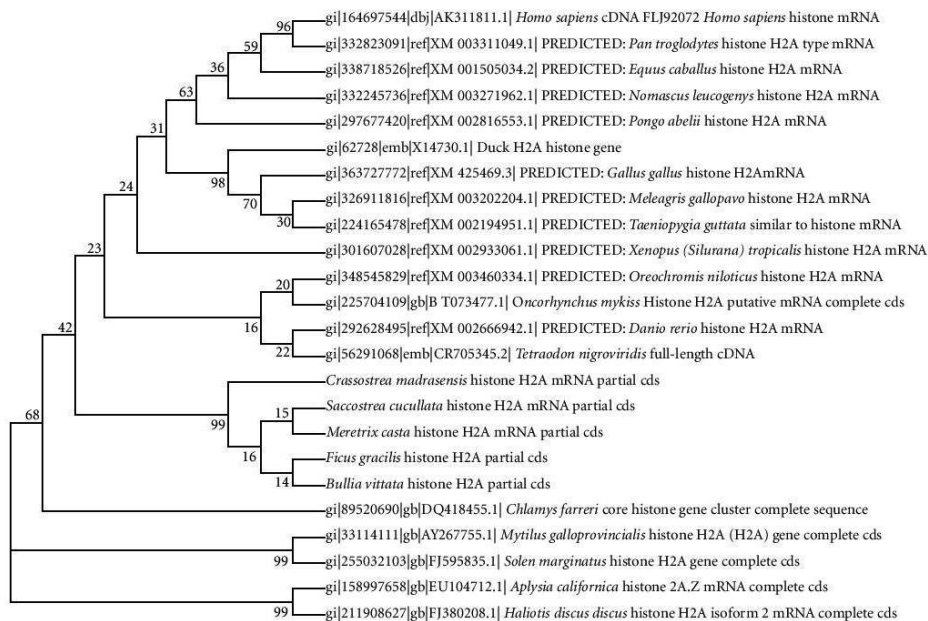 gi|164697544|dbj|AK311811.1| Homo sapiens cDNA FLJ92072 Homo sapiens histone mRNA
96
gi|332823091|ref|XM 003311049.1| PREDICTED: Pan troglodytes histone H2A type mRNA
59
gi|338718526|ref|XM 001505034.2| PREDICTED: Equus caballus histone H2A mRNA
36
gi|332245736|ref|XM 003271962.1| PREDICTED: Nomascus leucogenys histone H2A mRNA
63
gi|297677420|ref|XM 002816553.1| PREDICTED: Pongo abelii histone H2A mRNA
31
gi|62728|emb|X14730.1| Duck H2A histone gene
98
gi|363727772|ref|XM 425469.3| PREDICTED: Gallus gallus histone H2AmRNA
24
70
gi|326911816|ref|XM 003202204.1| PREDICTED: Meleagris gallopavo histone H2A mRNA
30
gi|224165478|ref|XM 002194951.1| PREDICTED: Taeniopygia guttata similar to histone mRNA
23
gi|301607028|ref|XM 002933061.1| PREDICTED: Xenopus (Silurana) tropicalis histone H2A mRNA
gi|348545829|ref|XM 003460334.1| PREDICTED: Oreochromis niloticus histone H2A mRNA
20
gi|225704109|gb|B T073477.1| Oncorhynchus mykiss Histone H2A putative mRNA complete cds
42
16
gi|292628495|ref|XM 002666942.1| PREDICTED: Danio rerio histone H2A mRNA
22
gi|56291068|emb|CR705345.2| Tetraodon nigroviridis full-length cDNA
Crassostrea madrasensis histone H2A mRNA partial cds
68
99
Saccostrea cucullata histone H2A mRNA partial cds
15
Meretrix casta histone H2A mRNA partial cds
16
Ficus gracilis histone H2A partial cds
14
Bullia vittata histone H2A partial cds
gi|89520690|gb|DQ418455.1| Chlamys farreri core histone gene cluster complete sequence
gi|33114111|gb|AY267755.1| Mytilus galloprovincialis histone H2A (H2A) gene complete cds
99
gi|255032103|gb|FJ595835.1| Solen marginatus histone H2A gene complete cds
gi|158997658|gb|EU104712.1| Aplysia californica histone 2A.Z mRNA complete cds
99
gi|211908627|gb|FJ380208.1| Haliotis discus discus histone H2A isoform 2 mRNA complete cds